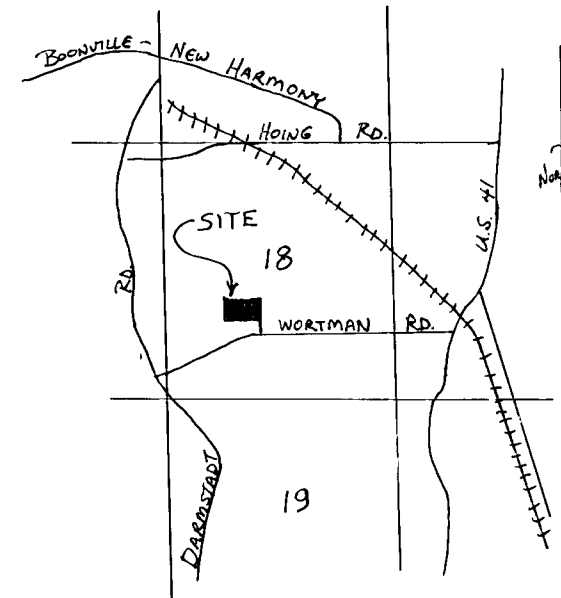 BOONVILLE - NEW HARMONY
HOING RD.
U.S. 41
SITE
18
RD.
WORTMAN RD.
DARMSTADT
19